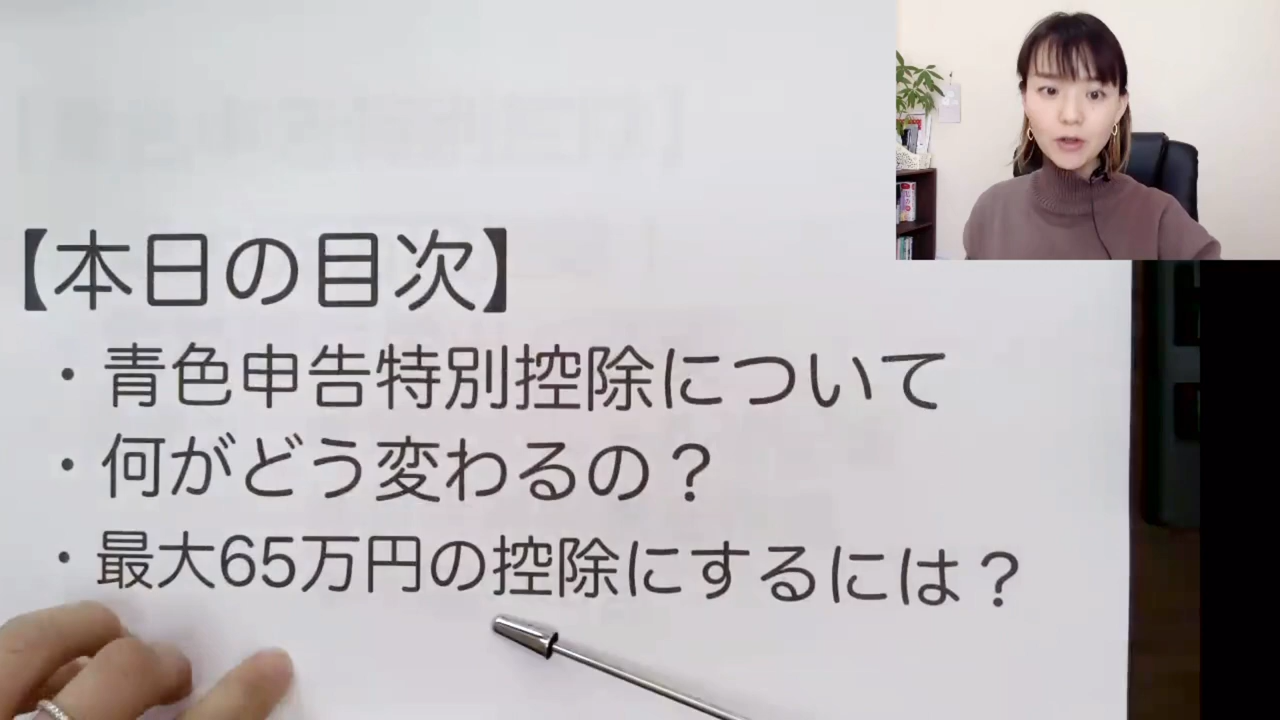 【本日の目次】
・青色申告特別控除について
・何がどう変わるの？
・最大65万円の控除にするには？